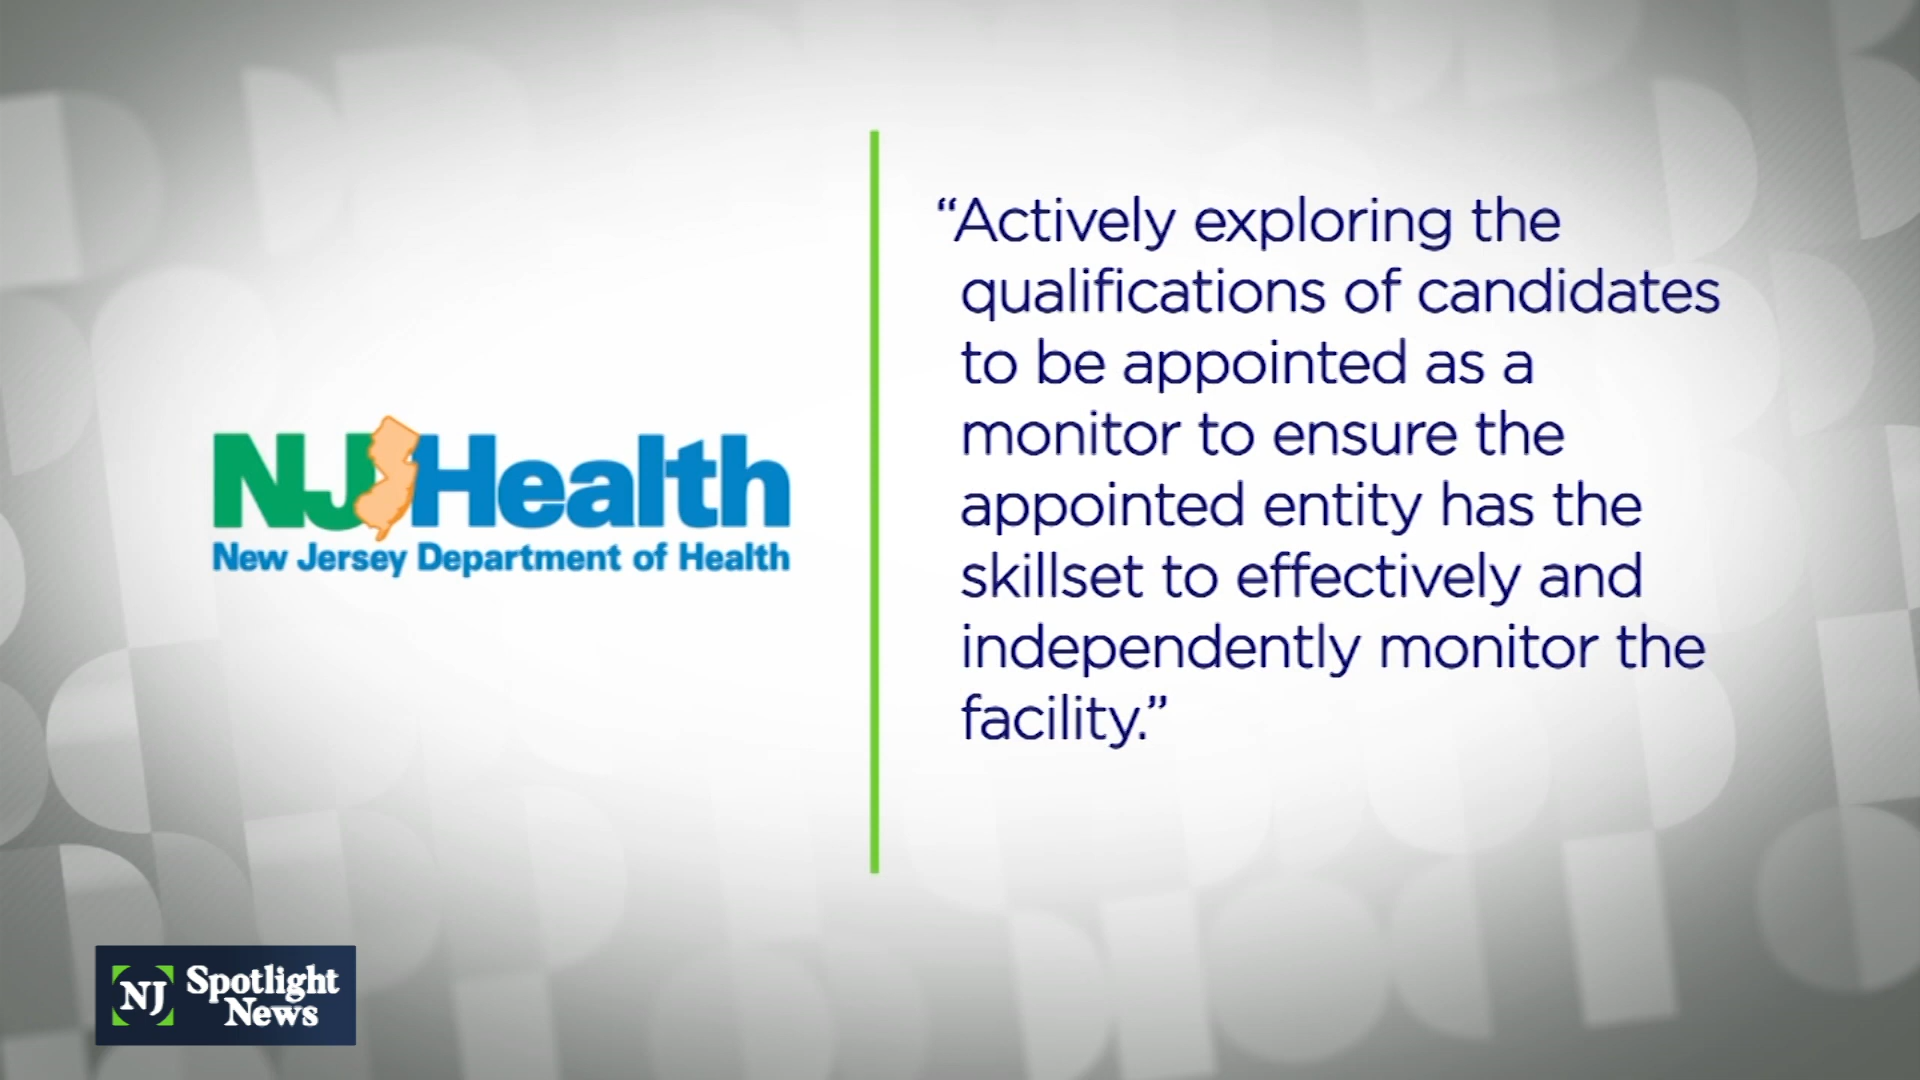 NJ Health
New Jersey Department of Health
“Actively exploring the
qualifications of candidates
to be appointed as a
monitor to ensure the
appointed entity has the
skillset to effectively and
independently monitor the
facility.”
NJ Spotlight
News